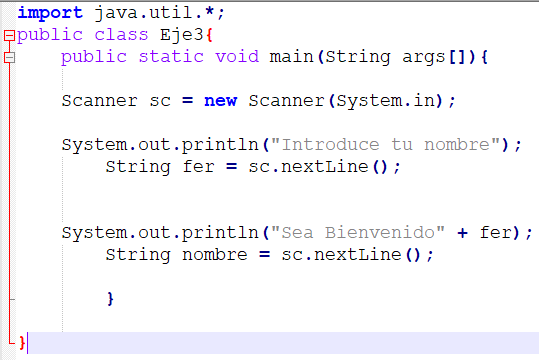 import java.util.*;
public class Eje3{
public static void main(String args[]){
Scanner sc = new Scanner(System.in);
System.out.println("Introduce tu nombre");
String fer = sc.nextLine();
System.out.println("Sea Bienvenido" + fer);
String nombre = sc.nextLine();
}
}